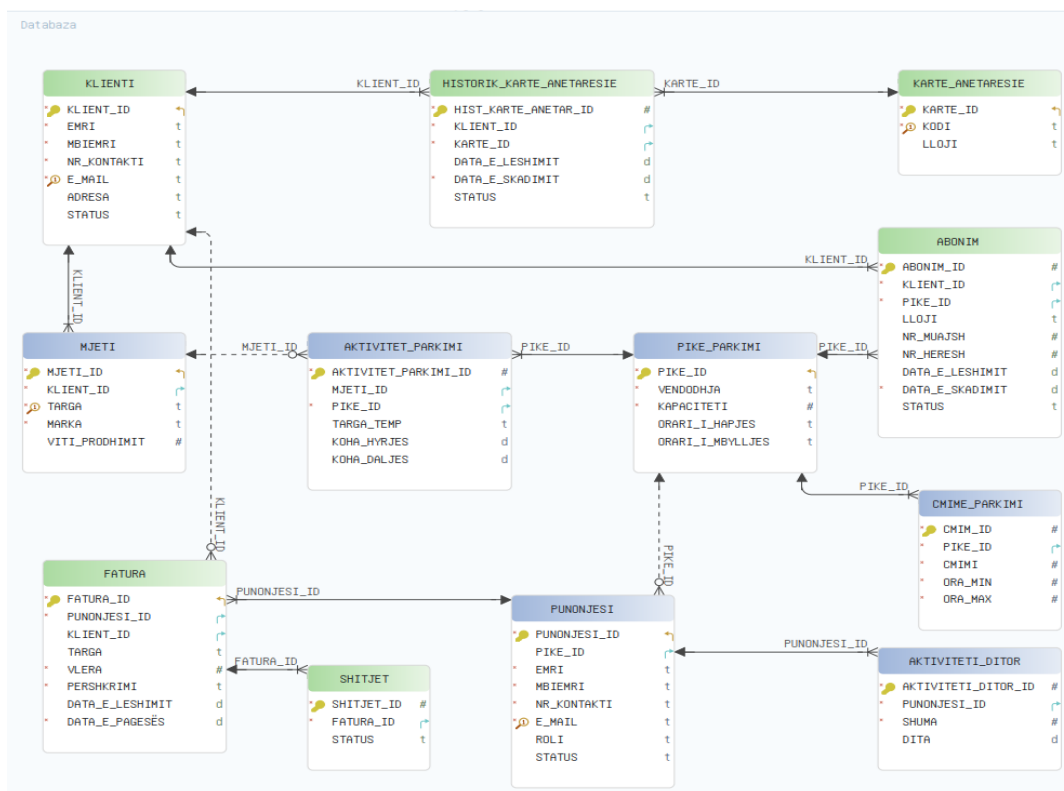 Databaza
KLIENTI
KLIENT_ID
EMRI t
MBIEMRI t
NR_KONTAKTI t
E_MAIL t
ADRESA t
STATUS t
KLIENT_ID
HISTORIK_KARTE_ANETARESIE
HIST_KARTE_ANETAR_ID #
KLIENT_ID
KARTE_ID
DATA_E_LESHIMIT d
DATA_E_SKADIMIT d
STATUS t
KARTE_ID
KARTE_ANETARESIE
KARTE_ID
KODI t
LLOJI t
KLIENT_ID
ABONIM
ABONIM_ID #
KLIENT_ID
PIKE_ID
LLOJI t
NR_MUAJSH #
NR_HERESH #
DATA_E_LESHIMIT d
DATA_E_SKADIMIT d
STATUS t
KLIENT_ID
MJETI
MJETI_ID
KLIENT_ID
TARGA t
MARKA t
VITI_PRODHIMIT #
MJETI_ID
AKTIVITET_PARKIMI
AKTIVITET_PARKIMI_ID #
MJETI_ID
PIKE_ID
TARGA_TEMP t
KOHA_HYRJES d
KOHA_DALJES d
PIKE_ID
PIKE_PARKIMI
PIKE_ID
VENDODHJA t
KAPACITETI #
ORARI_I_HAPJES t
ORARI_I_MBYLLJES t
PIKE_ID
PIKE_ID
CMIME_PARKIMI
CMIM_ID #
PIKE_ID
CMIMI #
ORA_MIN #
ORA_MAX #
KLIENT_ID
FATURA
FATURA_ID
PUNONJESI_ID
KLIENT_ID
TARGA t
VLERA #
PERSHKRIMI t
DATA_E_LESHIMIT d
DATA_E_PAGESËS d
PUNONJESI_ID
FATURA_ID
SHITJET
SHITJET_ID #
FATURA_ID
STATUS t
PIKE_ID
PUNONJESI
PUNONJESI_ID
PIKE_ID
EMRI t
MBIEMRI t
NR_KONTAKTI t
E_MAIL t
ROLI t
STATUS t
PUNONJESI_ID
AKTIVITETI_DITOR
AKTIVITETI_DITOR_ID #
PUNONJESI_ID
SHUMA #
DITA d